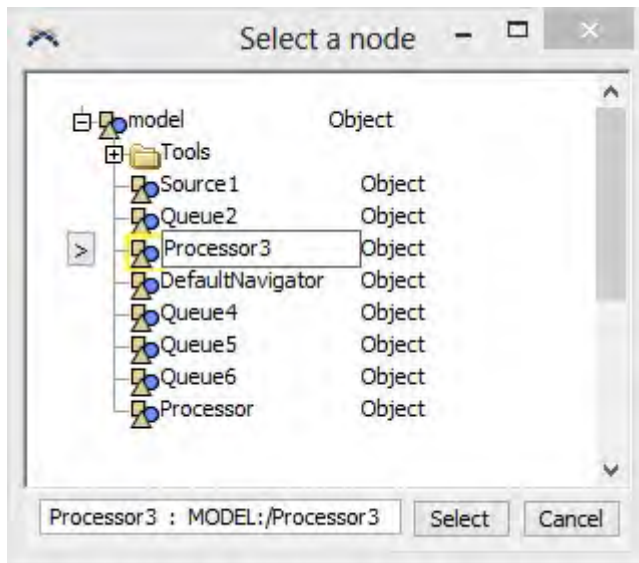 Select a node
model Object
Tools
Source1 Object
Queue2 Object
> Processor3 Object
DefaultNavigator Object
Queue4 Object
Queue5 Object
Queue6 Object
Processor Object
Processor3 : MODEL:/Processor3 Select Cancel